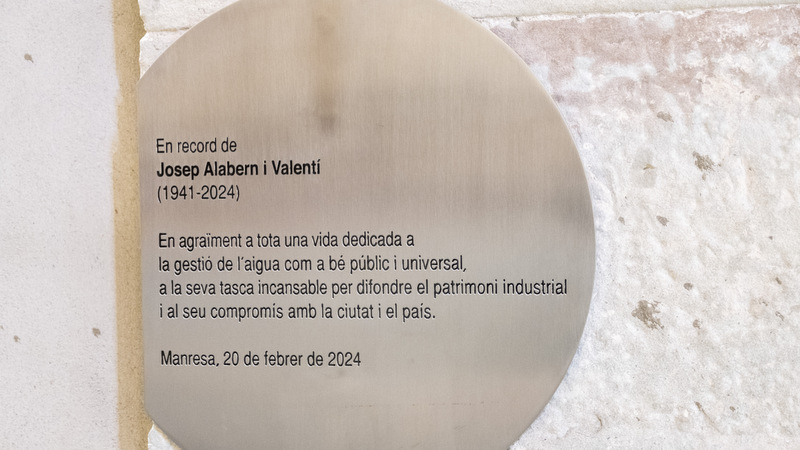 En record de
Josep Alabern i Valentí
(1941-2024)
En agraïment a tota una vida dedicada a
la gestió de l'aigua com a bé públic i universal,
a la seva tasca incansable per difondre el patrimoni industrial
i al seu compromís amb la ciutat i el país.
Manresa, 20 de febrer de 2024